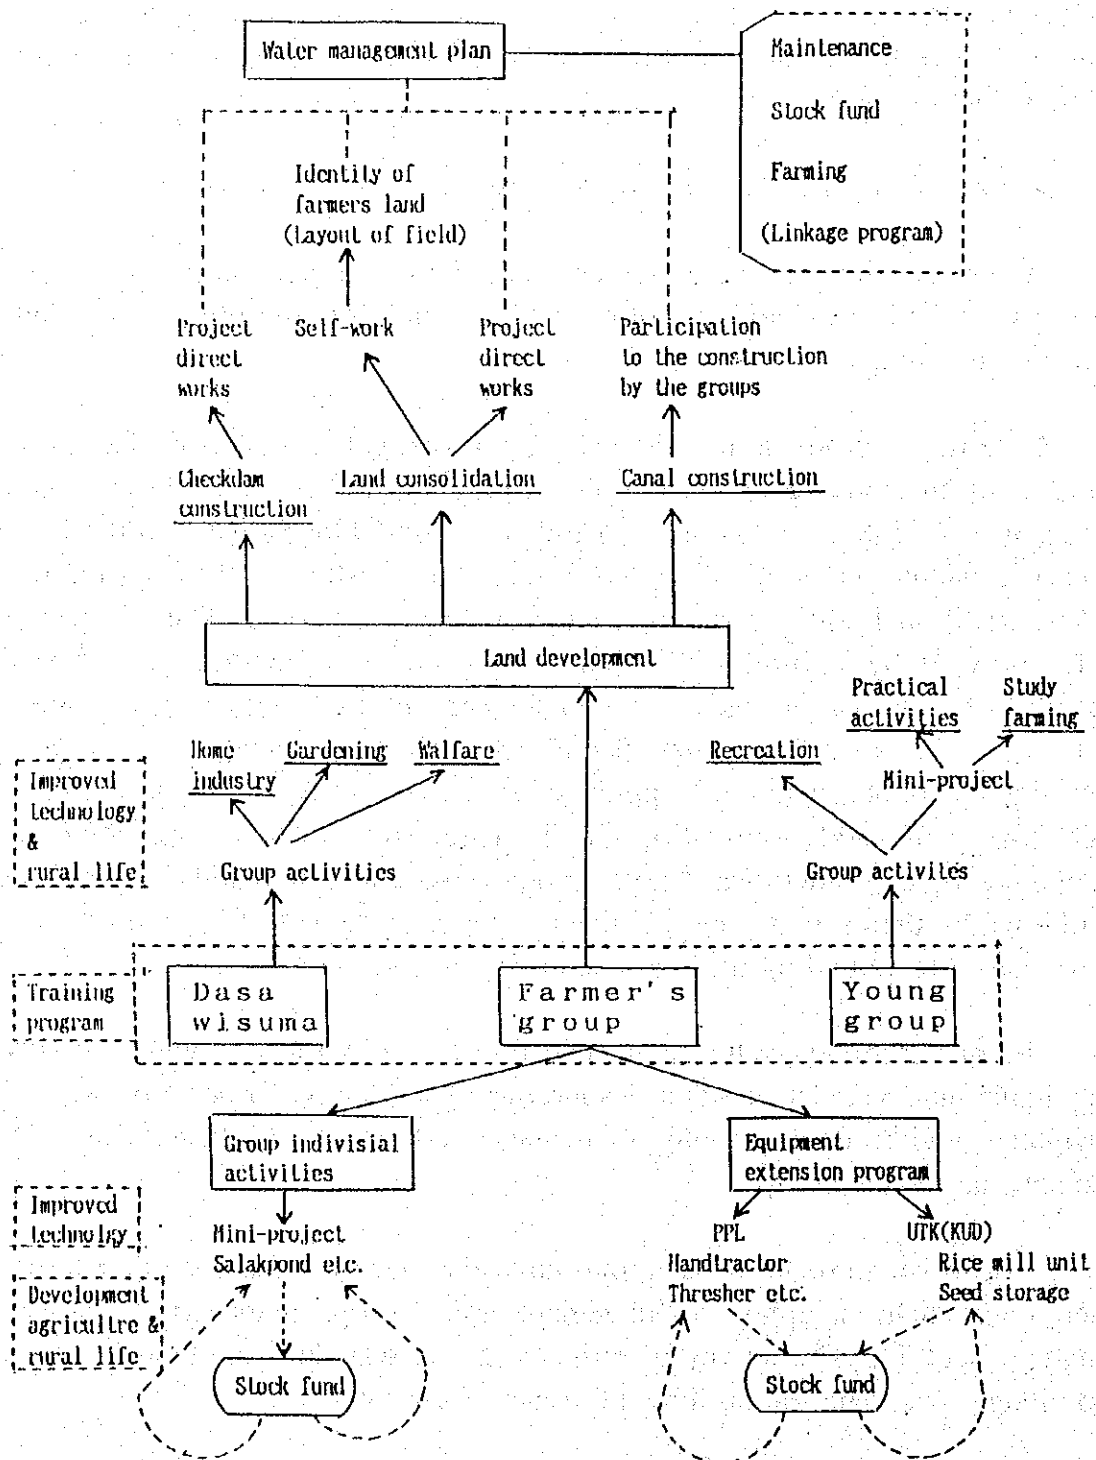 Water management plan
Maintenance
Stock fund
Farming
(Linkage program)
Identity of
farmers land
(Layout of field)
Project
direct
works
Self-work
Project
direct
works
Participation
to the construction
by the groups
Checkdam
construction
Land consolidation
Canal construction
Land development
Practical
activities
Study
farming
Home
industry
Gardening
Walfare
Recreation
Mini-project
Improved
technology
&
rural life
Group activities
Group activites
Training
program
Dasa
wisuma
Farmer's
group
Young
group
Group indivisial
activities
Equipment
extension program
Improved
technolgy
Mini-project
Salakpond etc.
PPL
Handtractor
Thresher etc.
UTK(KUD)
Rice mill unit
Seed storage
Development
agricultre &
rural life
Stock fund
Stock fund